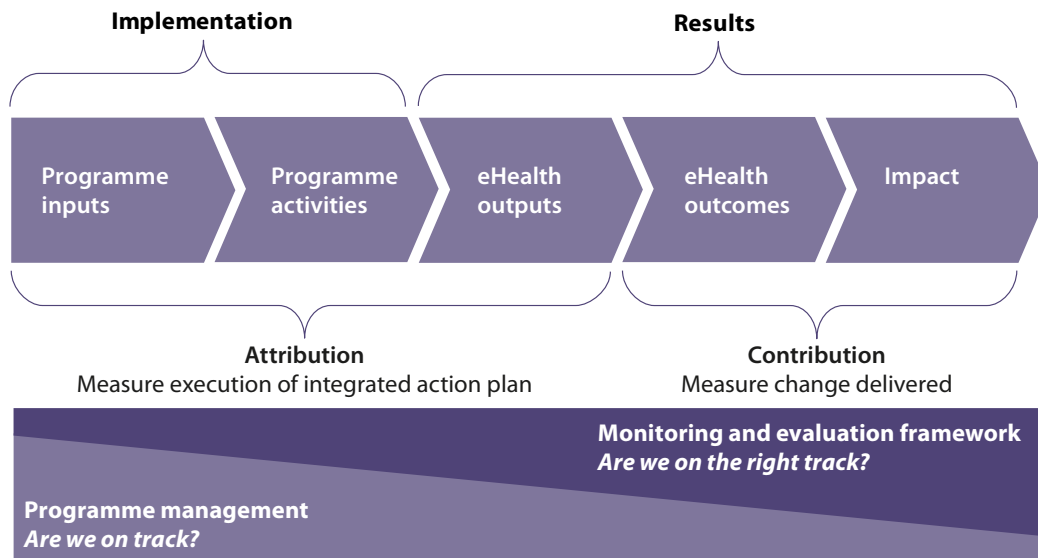 Implementation
Results
Programme
inputs
Programme
activities
eHealth
outputs
eHealth
outcomes
Impact
Attribution
Measure execution of integrated action plan
Contribution
Measure change delivered
Monitoring and evaluation framework
Are we on the right track?
Programme management
Are we on track?